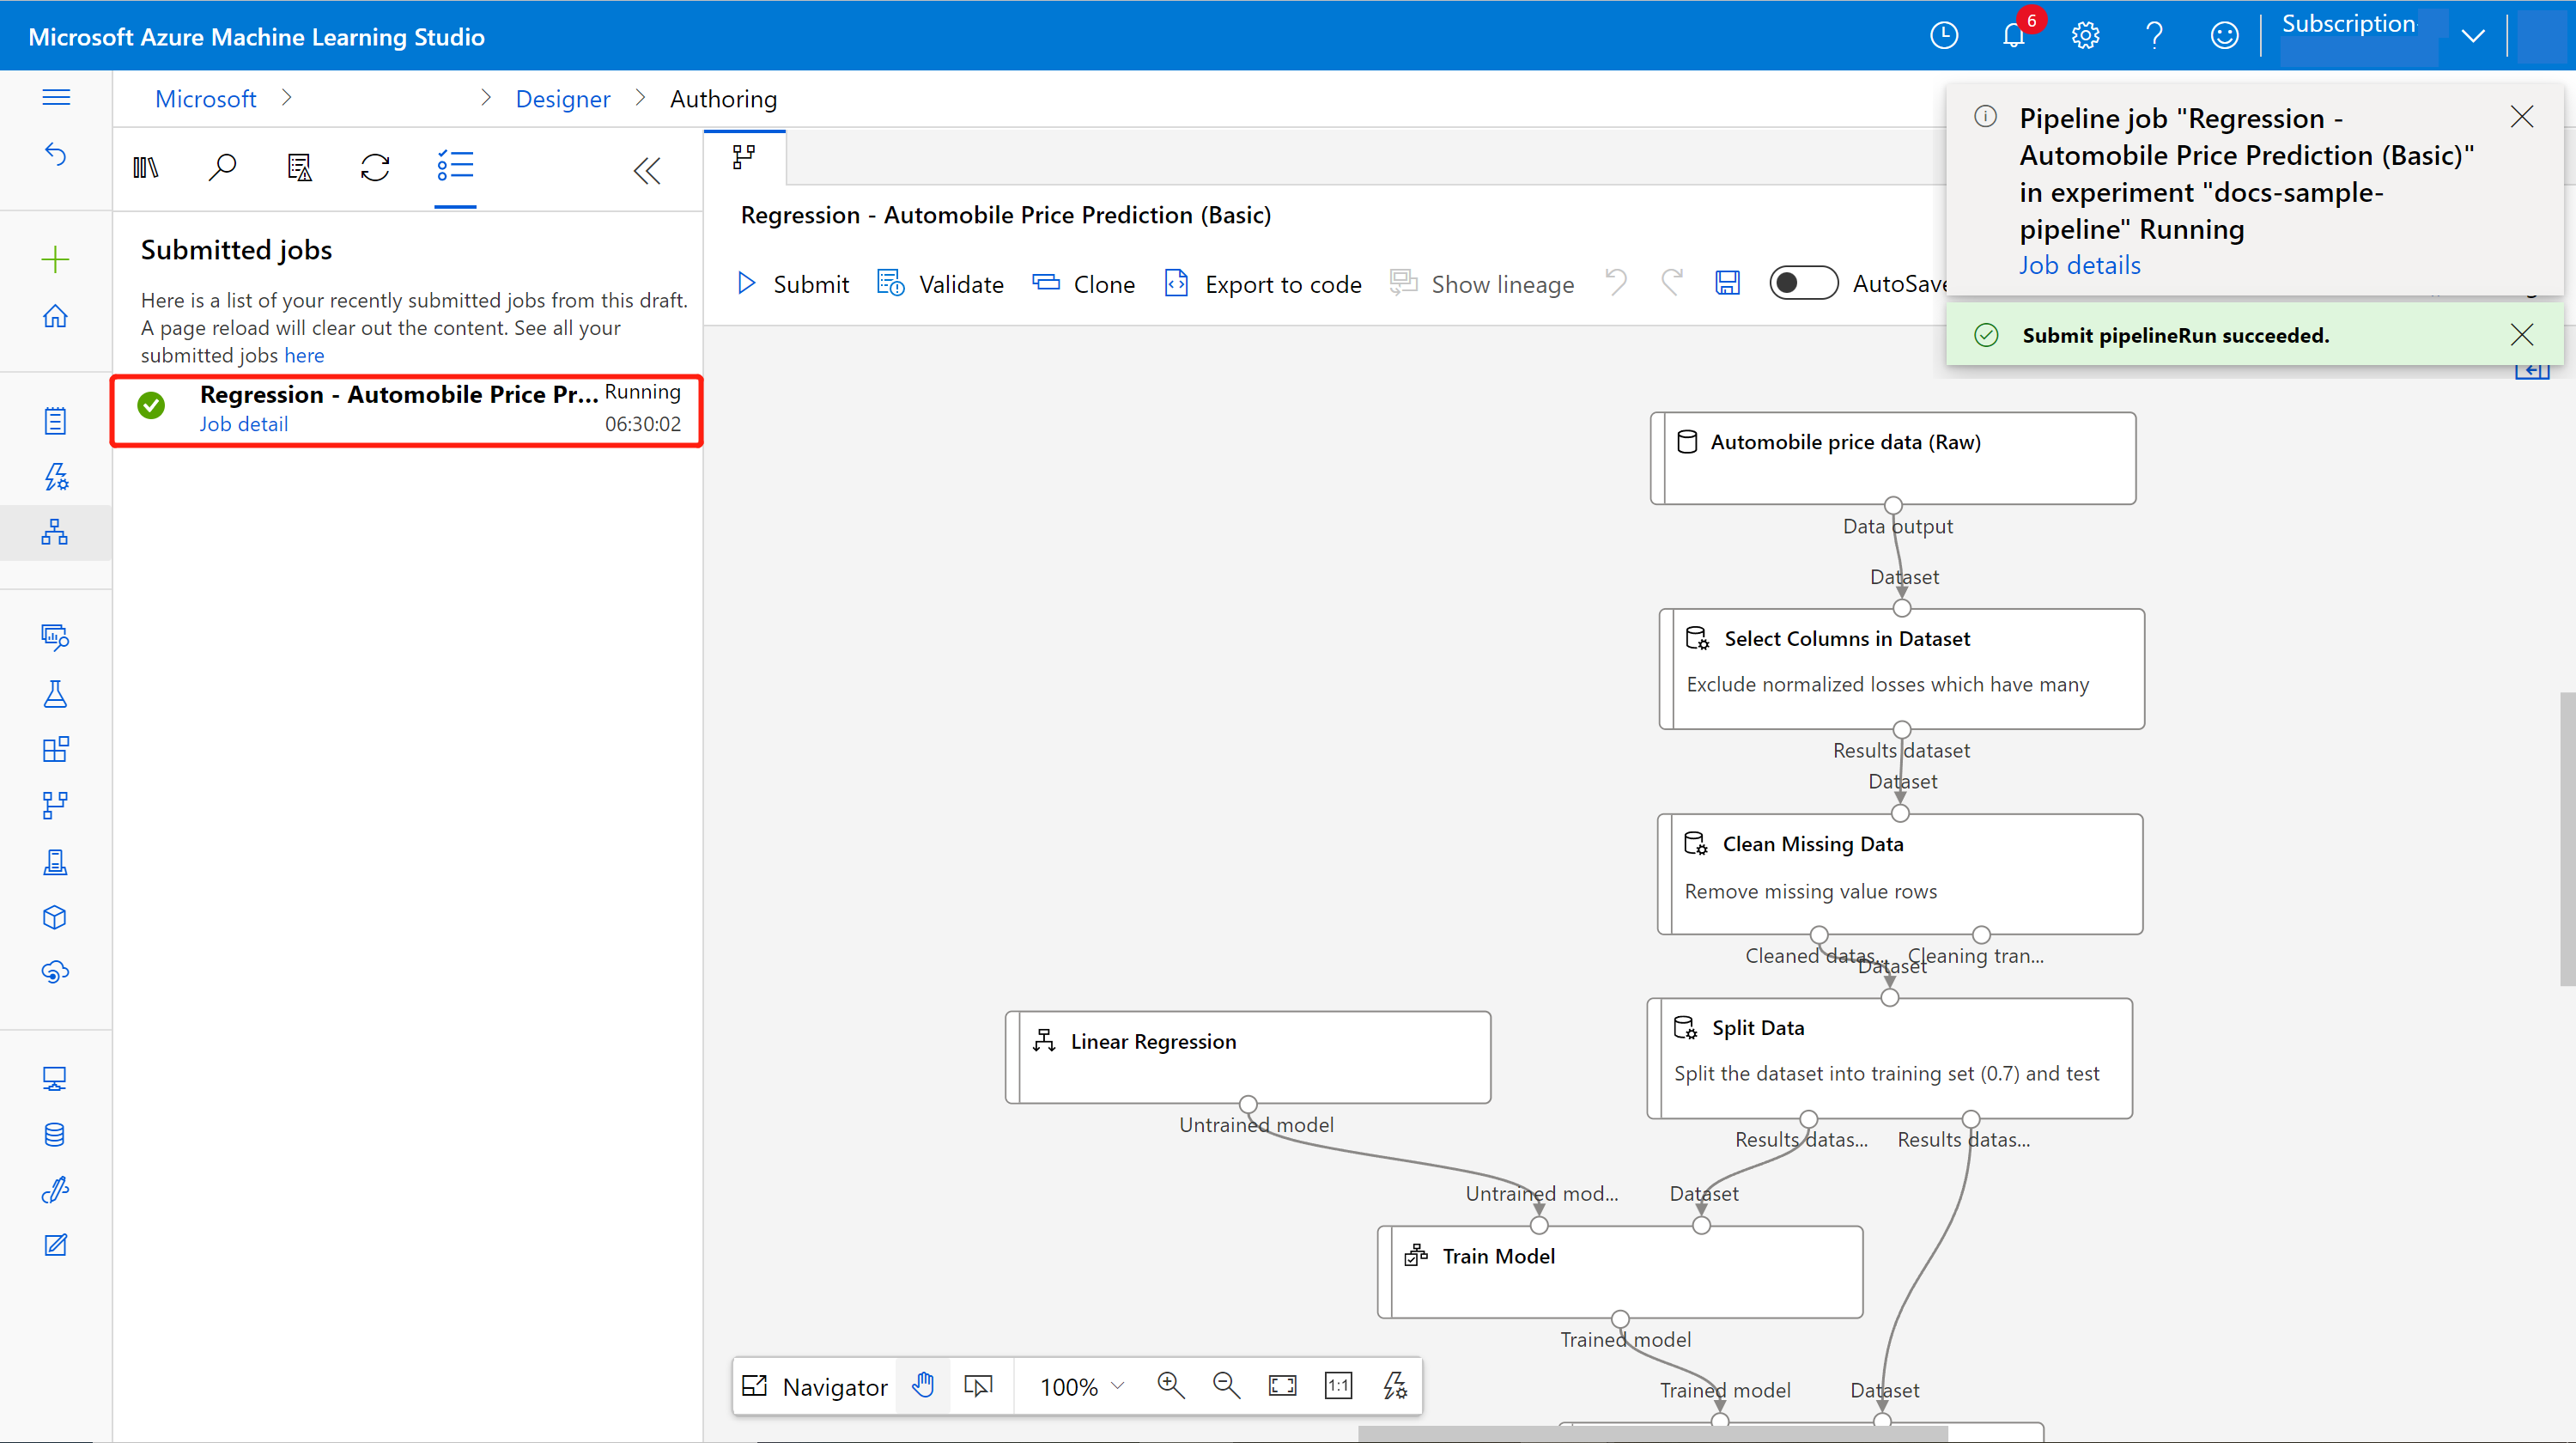 Microsoft Azure Machine Learning Studio
6
Subscription
Microsoft > > Designer > Authoring
Pipeline job "Regression -
Automobile Price Prediction (Basic)"
in experiment "docs-sample-
pipeline" Running
Job details
Submit pipelineRun succeeded.
Submitted jobs
Here is a list of your recently submitted jobs from this draft.
A page reload will clear out the content. See all your
submitted jobs here
Regression - Automobile Price Pr... Running
Job detail 06:30:02
Regression - Automobile Price Prediction (Basic)
Submit Validate Clone Export to code Show lineage AutoSave
Automobile price data (Raw)
Data output
Dataset
Select Columns in Dataset
Exclude normalized losses which have many
Results dataset
Dataset
Clean Missing Data
Remove missing value rows
Cleaned datas... Cleaning tran...
Dataset
Split Data
Split the dataset into training set (0.7) and test
Results datas... Results datas...
Linear Regression
Untrained model
Untrained mod... Dataset
Train Model
Trained model
Trained model Dataset
Navigator 100% 1:1